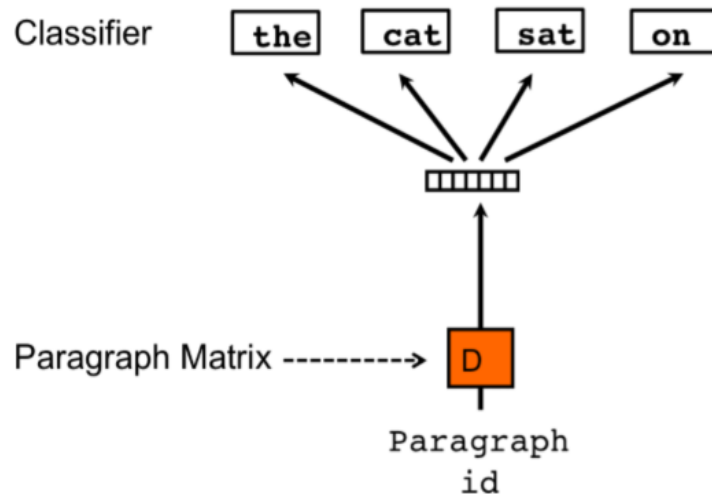 Classifier the cat sat on
Paragraph Matrix D
Paragraph
id